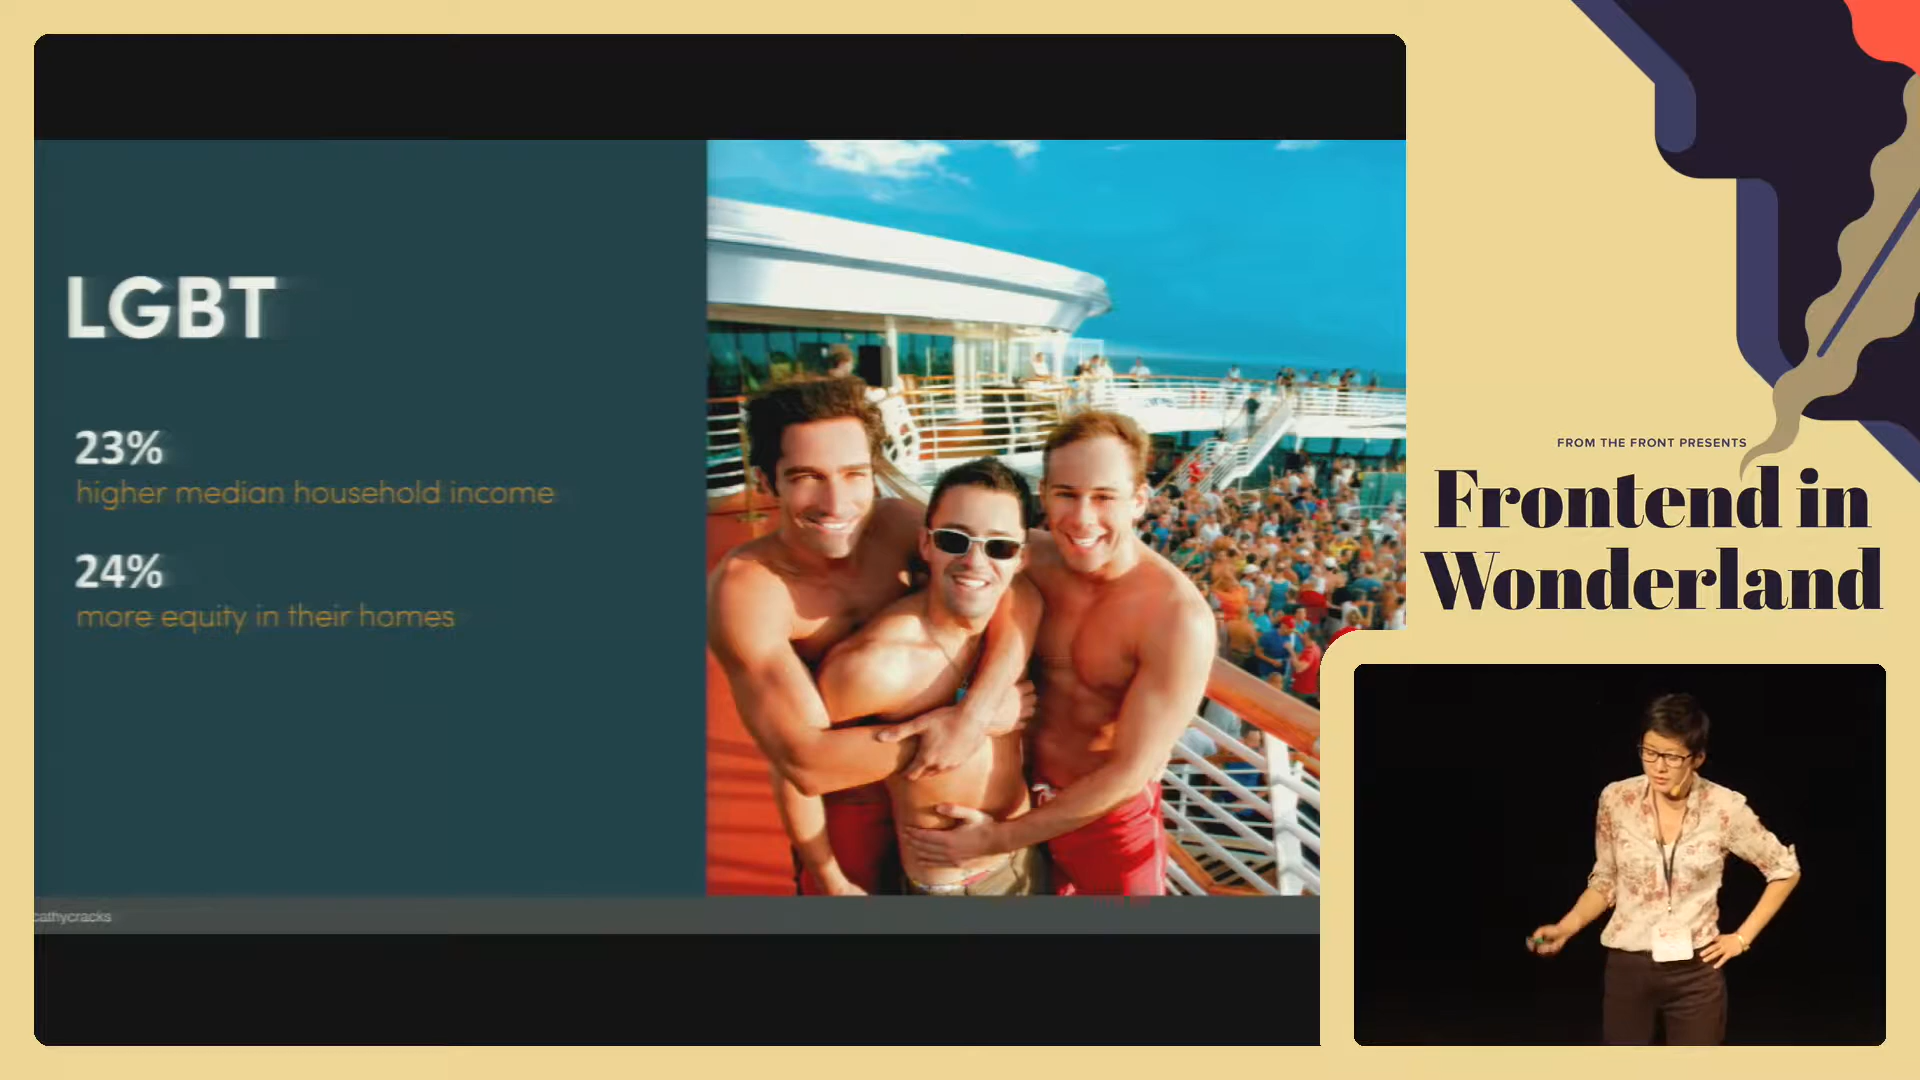 LGBT
23%
higher median household income
24%
more equity in their homes
cathycracks
FROM THE FRONT PRESENTS
Frontend in
Wonderland